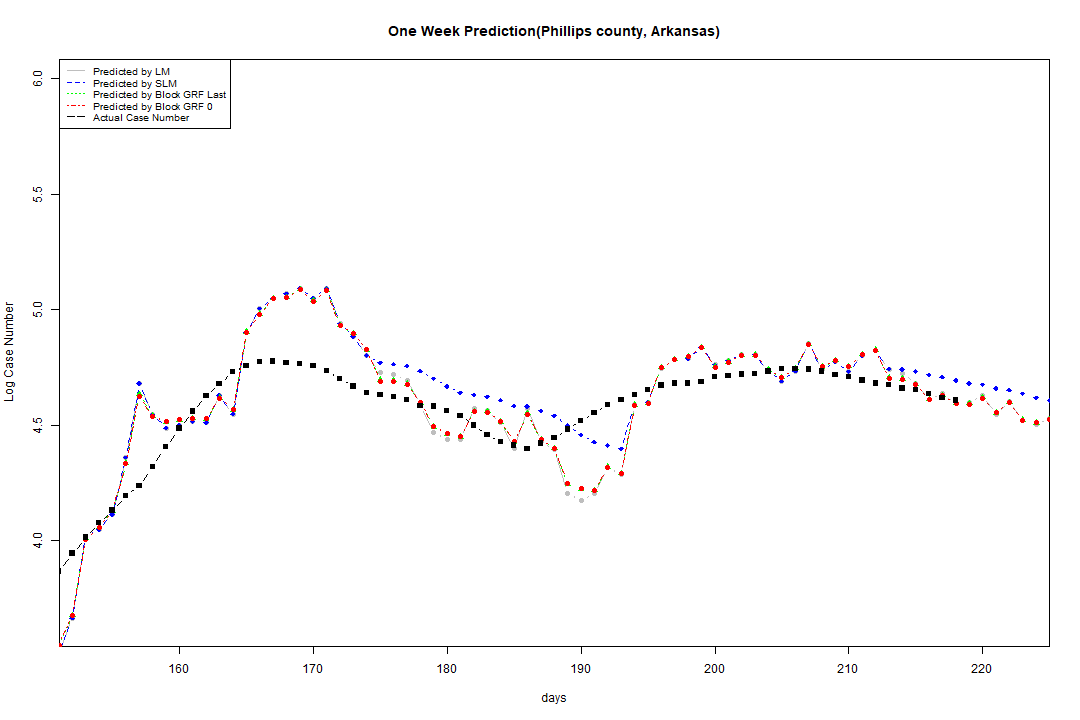 One Week Prediction(Phillips county, Arkansas)
Predicted by LM
Predicted by SLM
Predicted by Block GRF Last
Predicted by Block GRF 0
Actual Case Number
6.0
5.5
5.0
4.5
4.0
Log Case Number
160 170 180 190 200 210 220
days